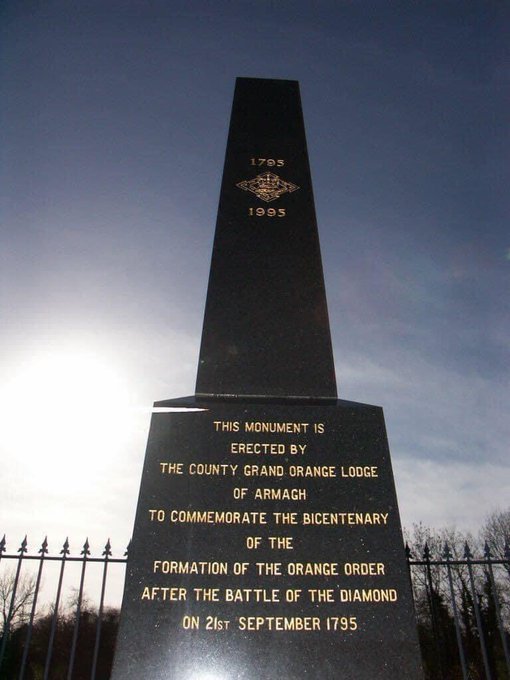 1795
1995
THIS MONUMENT IS
ERECTED BY
THE COUNTY GRAND ORANGE LODGE
OF ARMAGH
TO COMMEMORATE THE BICENTENARY
OF THE
FORMATION OF THE ORANGE ORDER
AFTER THE BATTLE OF THE DIAMOND
ON 21ST SEPTEMBER 1795